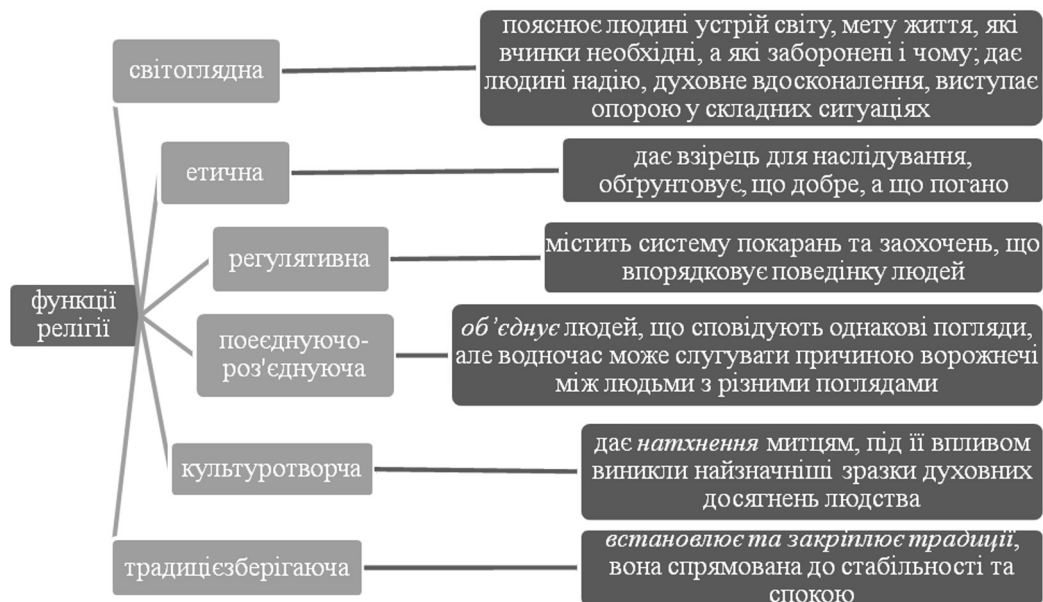 функції
релігії
світоглядна
пояснює людині устрій світу, мету життя, які
вчинки необхідні, а які заборонені і чому; дає
людині надію, духовне вдосконалення, виступає
опорою у складних ситуаціях
етична
дає взірець для наслідування,
обґрунтовує, що добре, а що погано
регулятивна
містить систему покарань та заохочень, що
впорядковує поведінку людей
поеєднуючо-
роз'єднуюча
об’єднує людей, що сповідують однакові погляди,
але водночас може слугувати причиною ворожнечі
між людьми з різними поглядами
культуротворча
дає натхнення митцям, під її впливом
виникли найзначніші зразки духовних
досягнень людства
традицієзберігаюча
встановлює та закріплює традиції,
вона спрямована до стабільності та
спокою